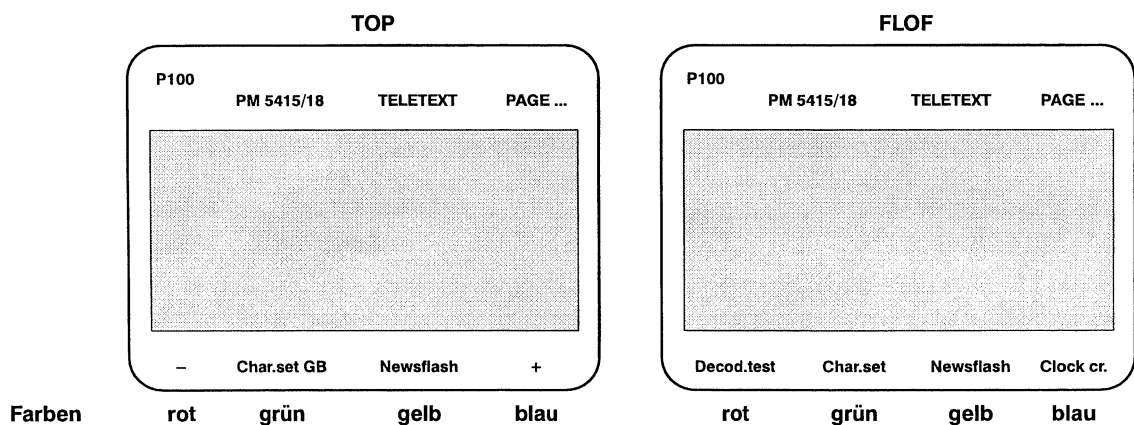 TOP FLOF
P100 P100
PM 5415/18 TELETEXT PAGE ... PM 5415/18 TELETEXT PAGE ...
– Char.set GB Newsflash + Decod.test Char.set Newsflash Clock cr.
Farben rot grün gelb blau rot grün gelb blau